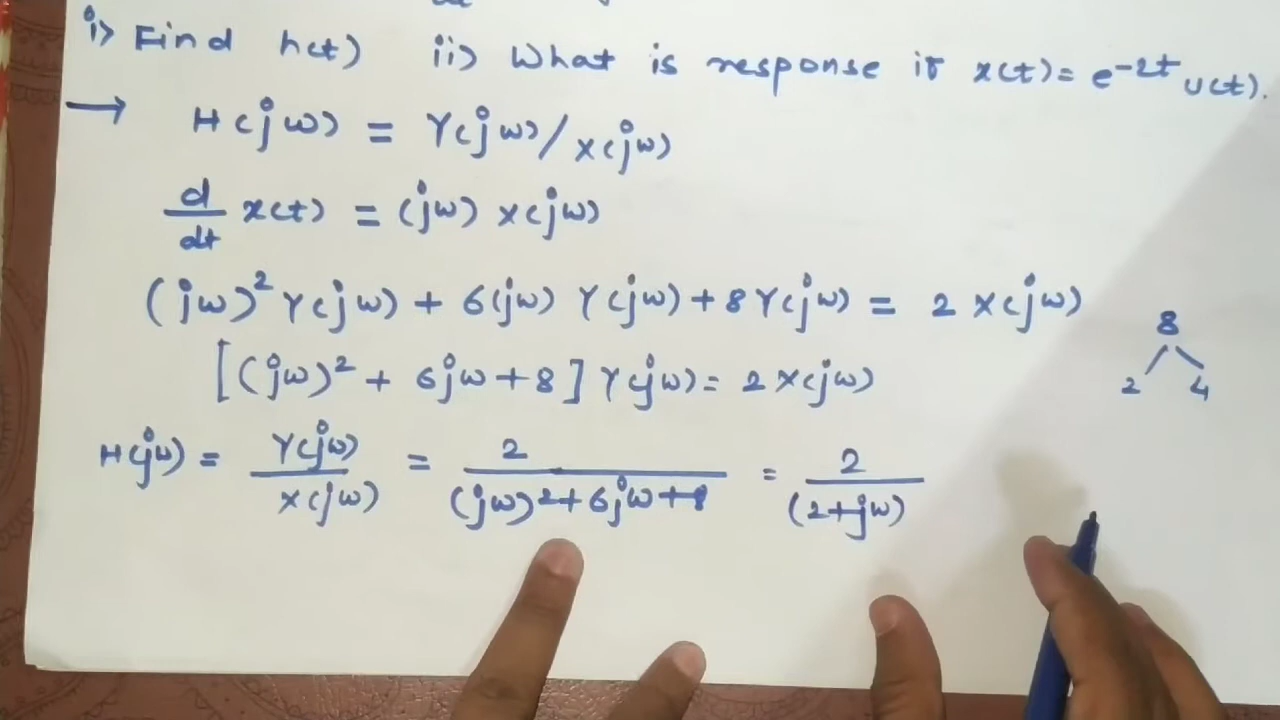 i> Find h(t) ii> What is response if x(t) = e^-2t u(t).
→ H(jω) = Y(jω)/X(jω)
d/dt x(t) = (jω) X(jω)
(jω)² Y(jω) + 6(jω) Y(jω) + 8Y(jω) = 2 X(jω)
8
2 4
[(jω)² + 6jω + 8] Y(jω) = 2 X(jω)
H(jω) = Y(jω)/X(jω) = 2/(jω)² + 6jω + 8 = 2/(2+jω)